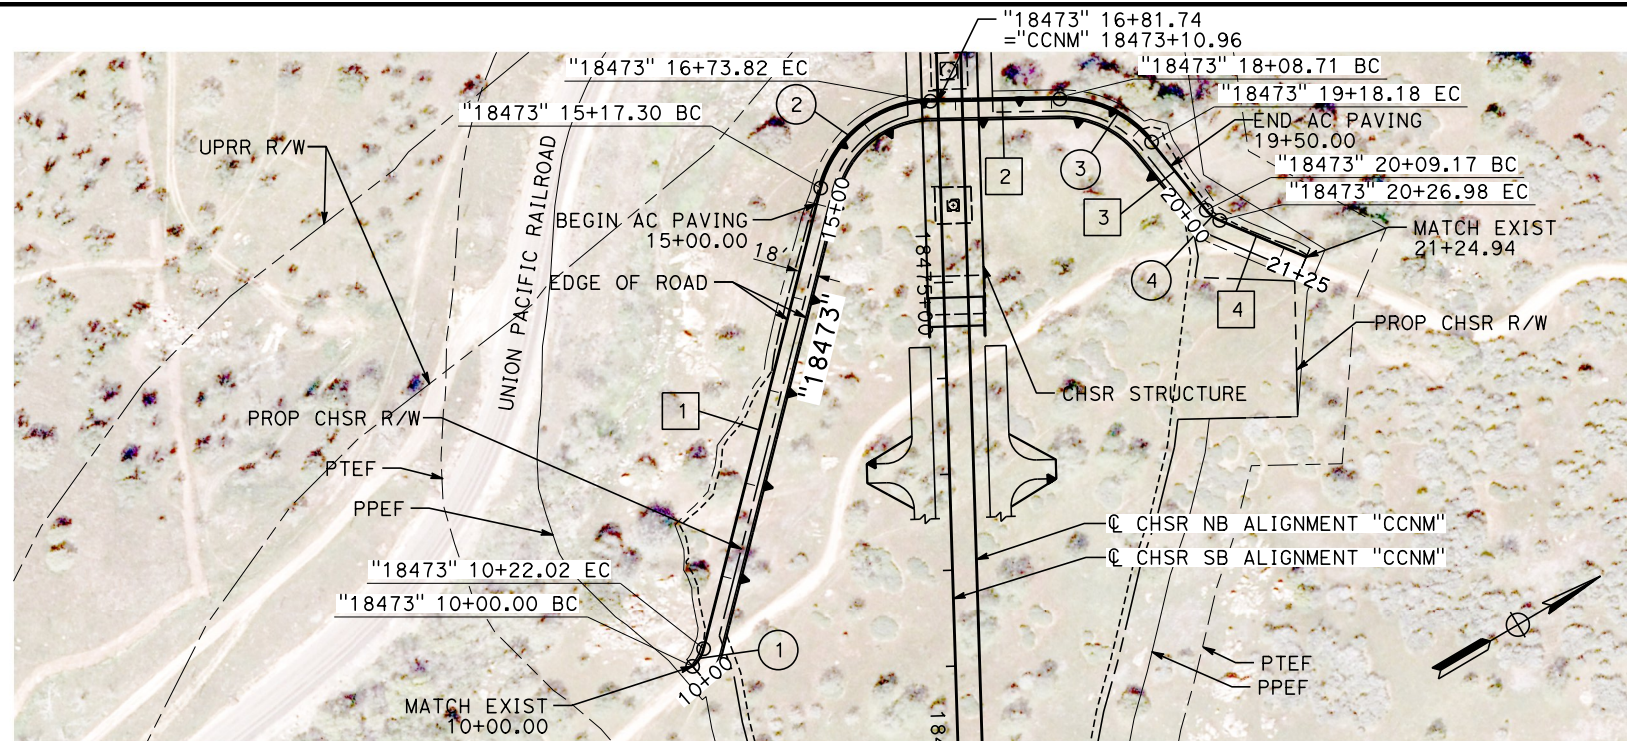 "18473" 16+81.74
="CCNM" 18473+10.96
"18473" 16+73.82 EC
"18473" 18+08.71 BC
"18473" 15+17.30 BC
2
"18473" 19+18.18 EC
END AC PAVING
19+50.00
UPRR R/W
UNION PACIFIC RAILROAD
3
2
"18473" 20+09.17 BC
"18473" 20+26.98 EC
15+00
BEGIN AC PAVING
15+00.00
3
20+00
MATCH EXIST
21+24.94
18'
18475+00
EDGE OF ROAD
4
21+25
4
"18473"
PROP CHSR R/W
CHSR STRUCTURE
1
PROP CHSR R/W
PTEF
PPEF
℄ CHSR NB ALIGNMENT "CCNM"
℄ CHSR SB ALIGNMENT "CCNM"
"18473" 10+22.02 EC
"18473" 10+00.00 BC
1
10+00
PTEF
PPEF
MATCH EXIST
10+00.00
184